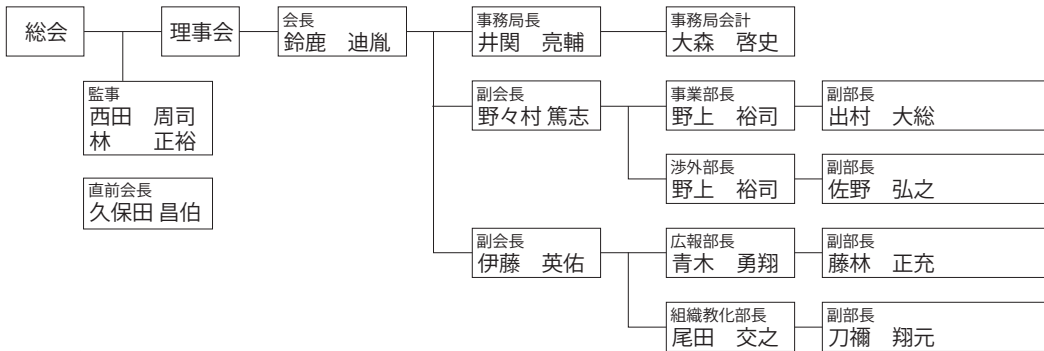 総会
理事会
会長
鈴鹿　迪胤
事務局長
井関　亮輔
事務局会計
大森　啓史
監事
西田　周司
林　　正裕
直前会長
久保田 昌伯
副会長
野々村 篤志
事業部長
野上　裕司
副部長
出村　大総
渉外部長
野上　裕司
副部長
佐野　弘之
副会長
伊藤　英佑
広報部長
青木　勇翔
副部長
藤林　正充
組織教化部長
尾田　交之
副部長
刀禰　翔元